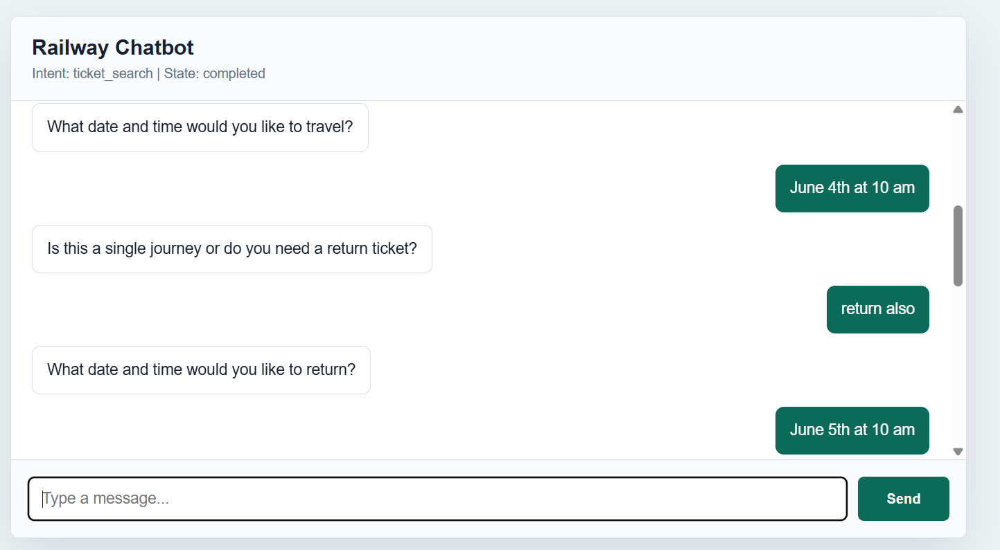 Railway Chatbot
Intent: ticket_search | State: completed
What date and time would you like to travel?
June 4th at 10 am
Is this a single journey or do you need a return ticket?
return also
What date and time would you like to return?
June 5th at 10 am
Type a message...
Send